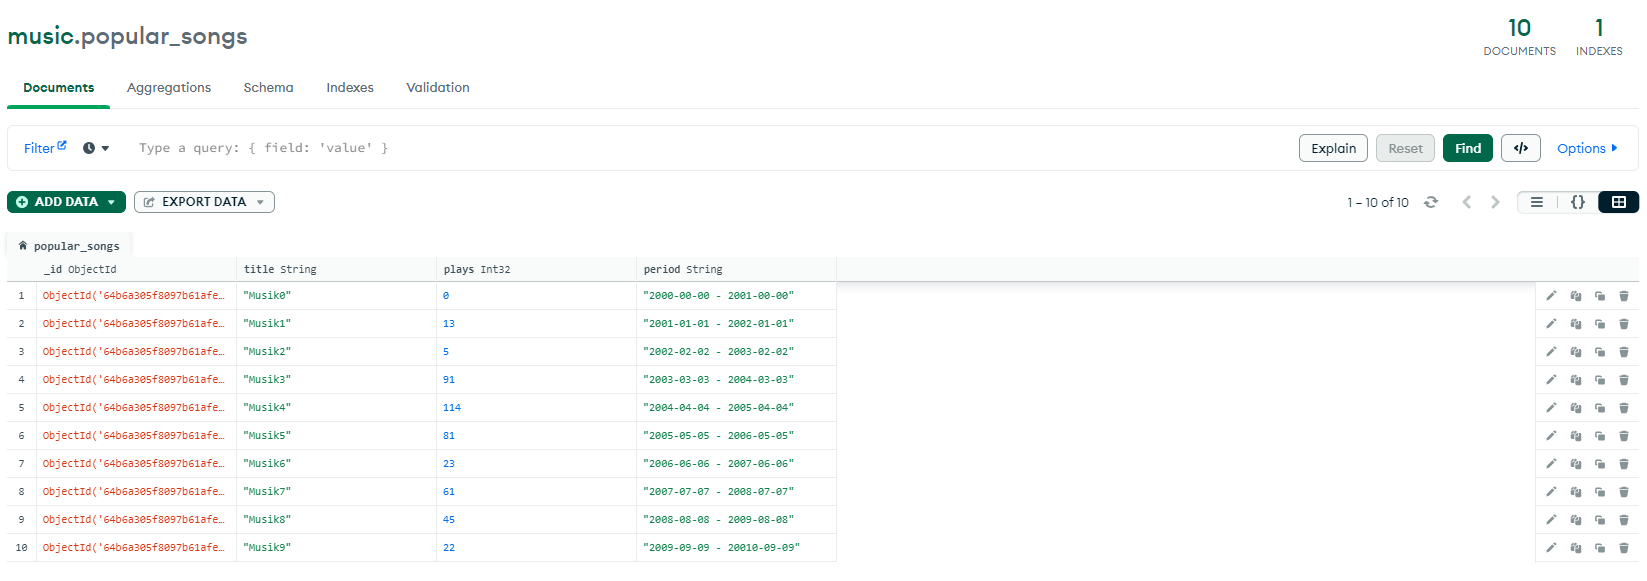 music.popular_songs
10 1
DOCUMENTS INDEXES
Documents Aggregations Schema Indexes Validation
Filter Type a query: { field: 'value' } Explain Reset Find </> Options
ADD DATA EXPORT DATA 1 – 10 of 10 {}
popular_songs
_id ObjectId title String plays Int32 period String
1 ObjectId('64b6a305f8097b61afe… "Musik0" 0 "2000-00-00 - 2001-00-00"
2 ObjectId('64b6a305f8097b61afe… "Musik1" 13 "2001-01-01 - 2002-01-01"
3 ObjectId('64b6a305f8097b61afe… "Musik2" 5 "2002-02-02 - 2003-02-02"
4 ObjectId('64b6a305f8097b61afe… "Musik3" 91 "2003-03-03 - 2004-03-03"
5 ObjectId('64b6a305f8097b61afe… "Musik4" 114 "2004-04-04 - 2005-04-04"
6 ObjectId('64b6a305f8097b61afe… "Musik5" 81 "2005-05-05 - 2006-05-05"
7 ObjectId('64b6a305f8097b61afe… "Musik6" 23 "2006-06-06 - 2007-06-06"
8 ObjectId('64b6a305f8097b61afe… "Musik7" 61 "2007-07-07 - 2008-07-07"
9 ObjectId('64b6a305f8097b61afe… "Musik8" 45 "2008-08-08 - 2009-08-08"
10 ObjectId('64b6a305f8097b61afe… "Musik9" 22 "2009-09-09 - 20010-09-09"